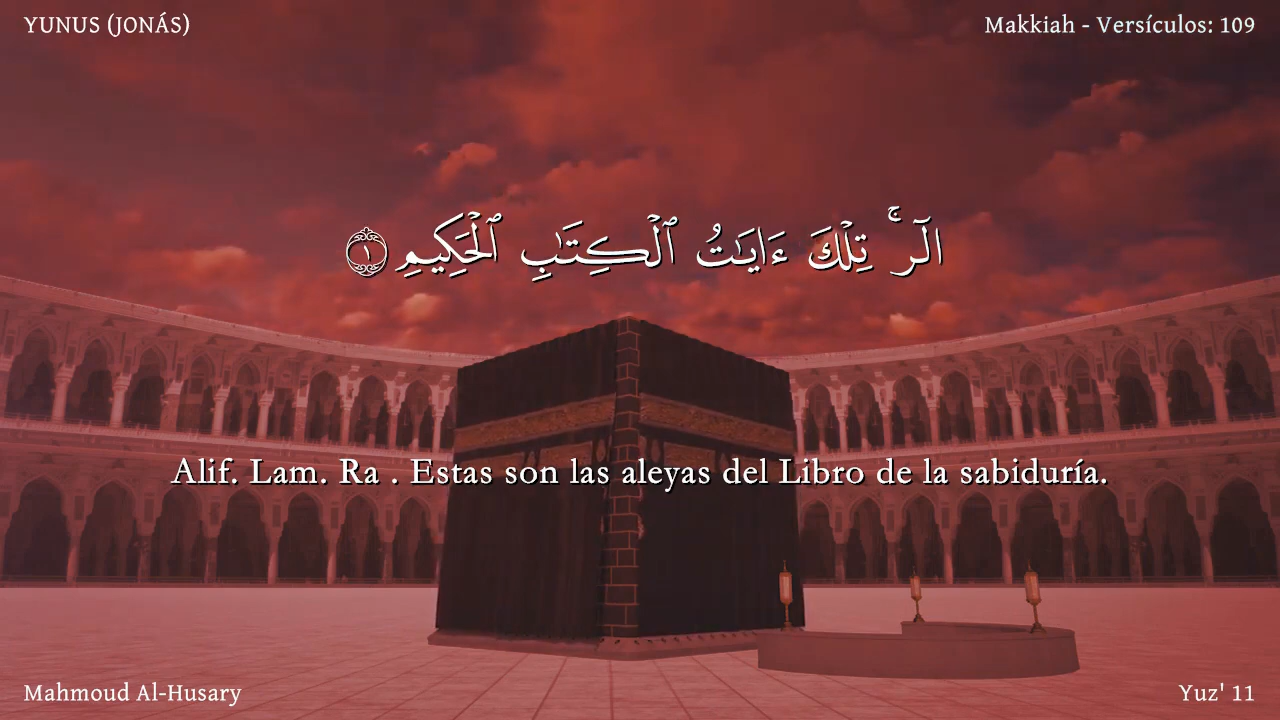 YUNUS (JONÁS)
Makkiah - Versículos: 109
الٓر ۚ تِلْكَ ءَايَـٰتُ ٱلْكِتَـٰبِ ٱلْحَكِيمِ ١
Alif. Lam. Ra . Estas son las aleyas del Libro de la sabiduría.
Mahmoud Al-Husary
Yuz' 11